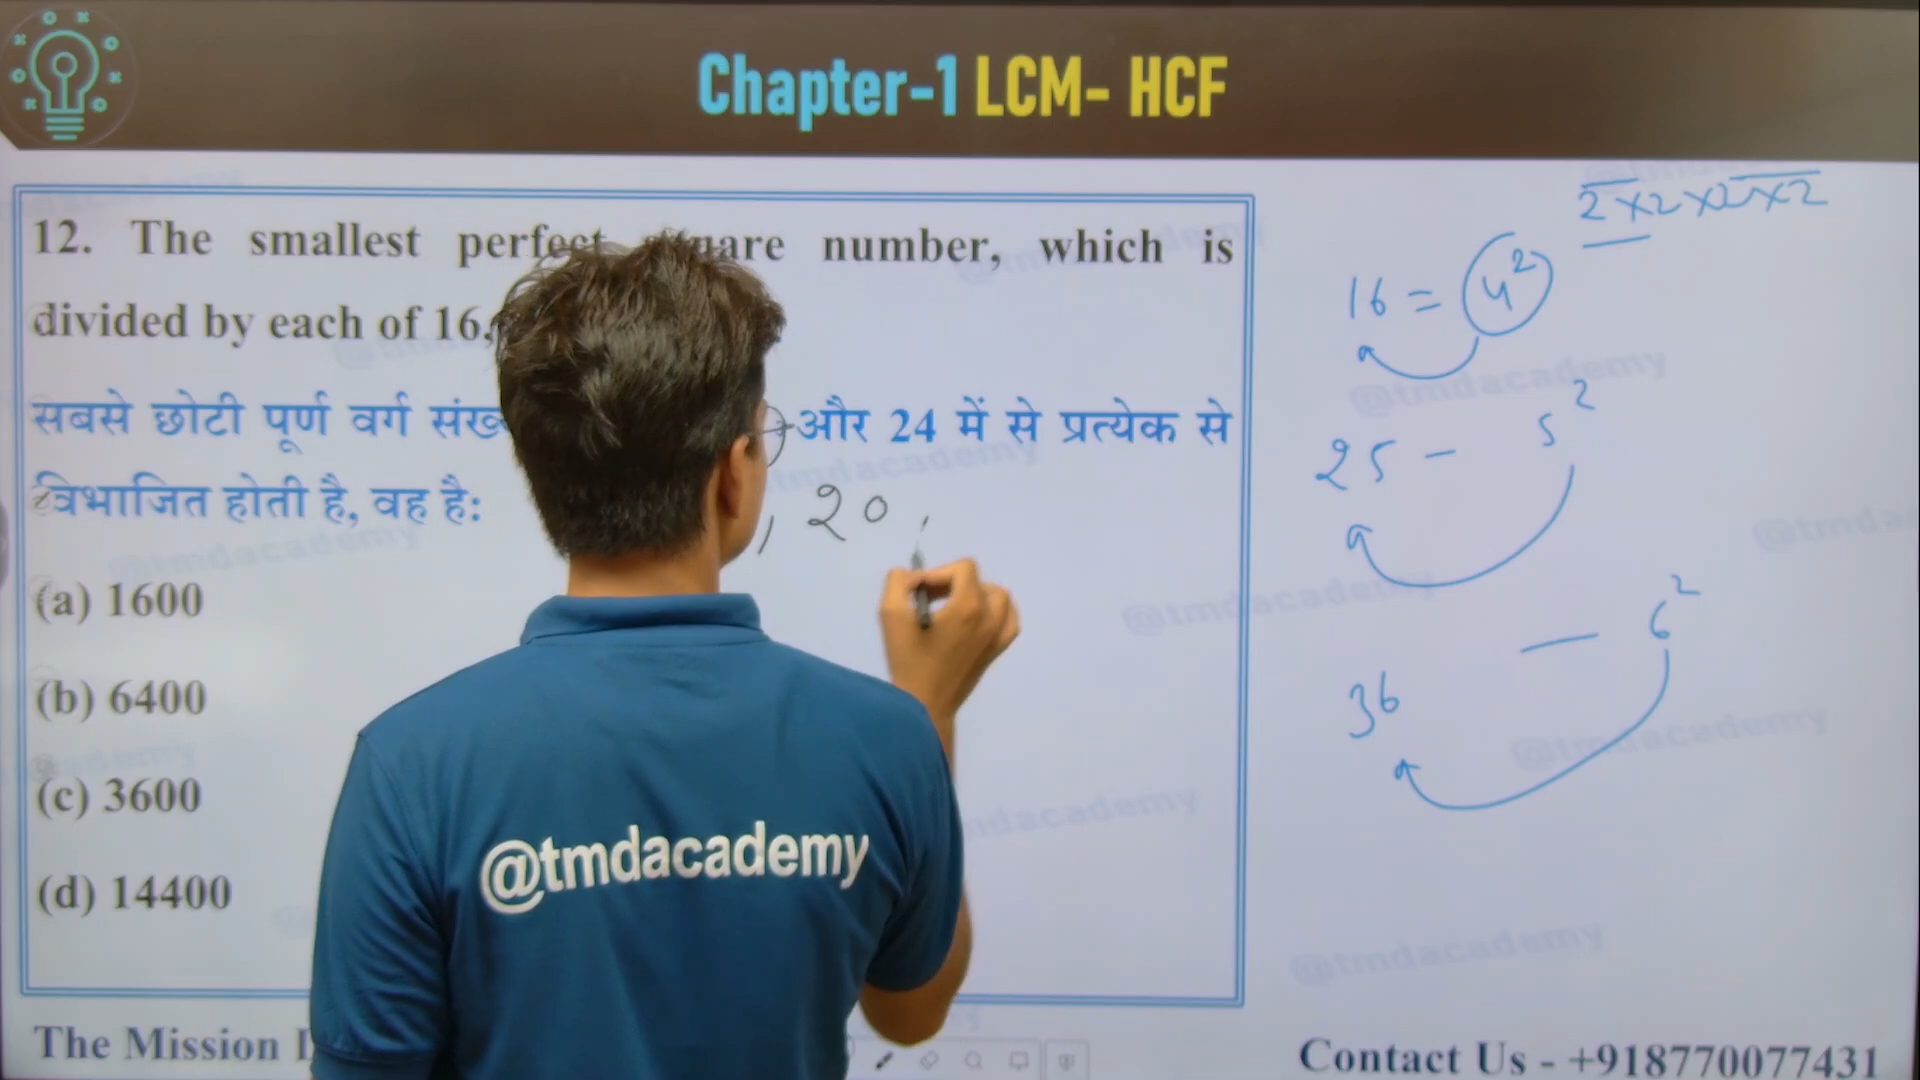 Chapter-1 LCM- HCF
12. The smallest perfect square number, which is
divided by each of 16,
सबसे छोटी पूर्ण वर्ग और 24 में से प्रत्येक से
विभाजित होती है, वह है:
, 20,
(a) 1600
(b) 6400
(c) 3600
(d) 14400
2×2×2×2
16 = 4²
25 - 5²
36 — 6²
@tmdacademy
The Mission
Contact Us - +918770077431